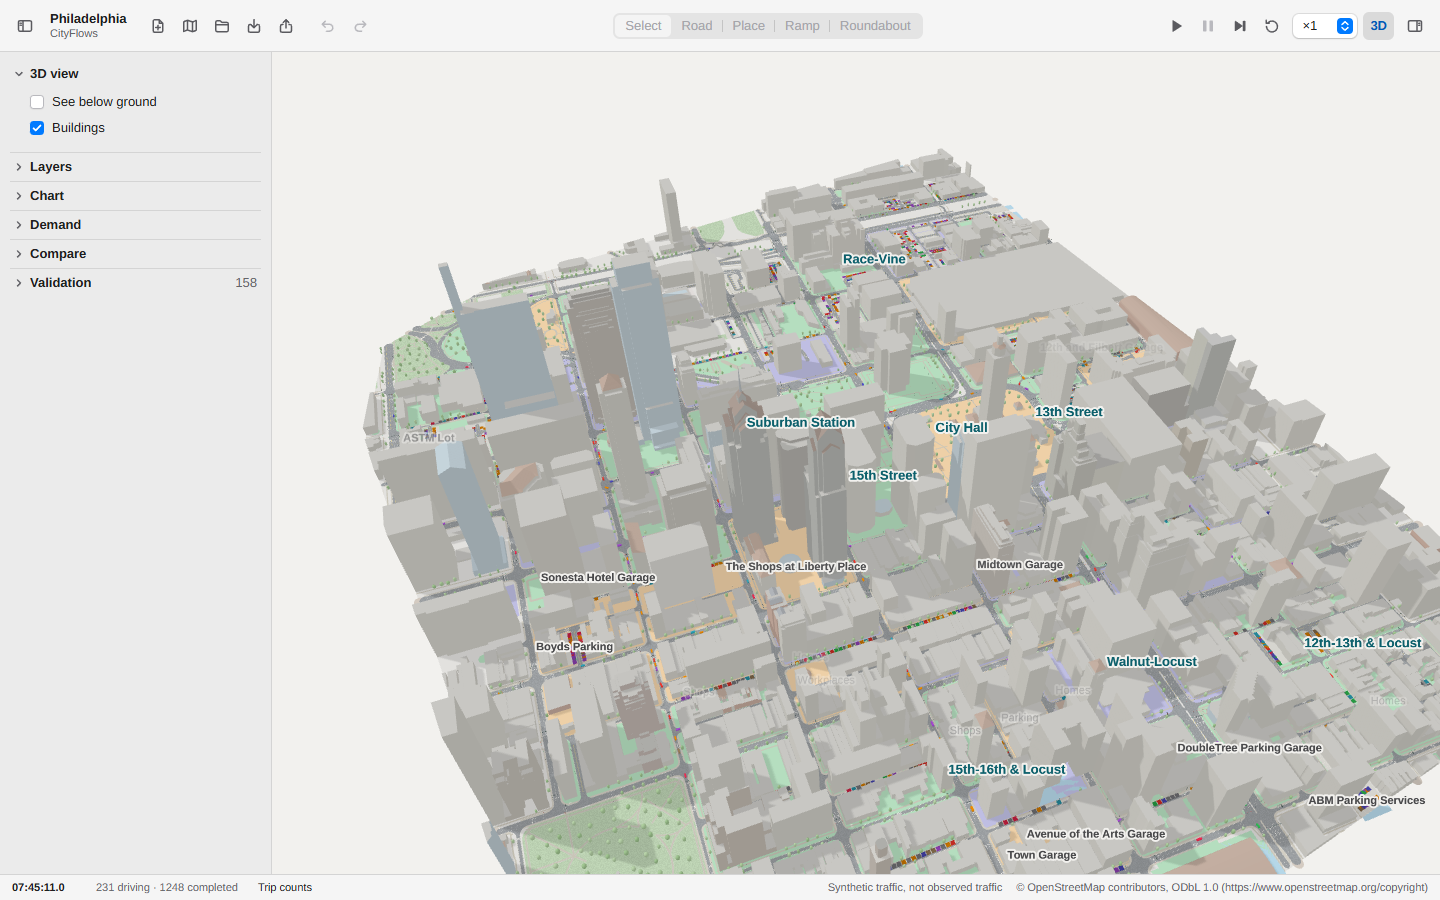 Philadelphia
CityFlows
Select Road Place Ramp Roundabout
×1
3D
3D view
See below ground
Buildings
Layers
Chart
Demand
Compare
Validation 158
Race-Vine
13th Street
Suburban Station
City Hall
ASTM Lot
15th Street
Midtown Garage
The Shops at Liberty Place
Sonesta Hotel Garage
Boyds Parking
12th-13th & Locust
Walnut-Locust
Workplaces
Homes
Homes
Parking
Shops
DoubleTree Parking Garage
15th-16th & Locust
ABM Parking Services
Avenue of the Arts Garage
Town Garage
07:45:11.0 231 driving · 1248 completed Trip counts
Synthetic traffic, not observed traffic © OpenStreetMap contributors, ODbL 1.0 (https://www.openstreetmap.org/copyright)